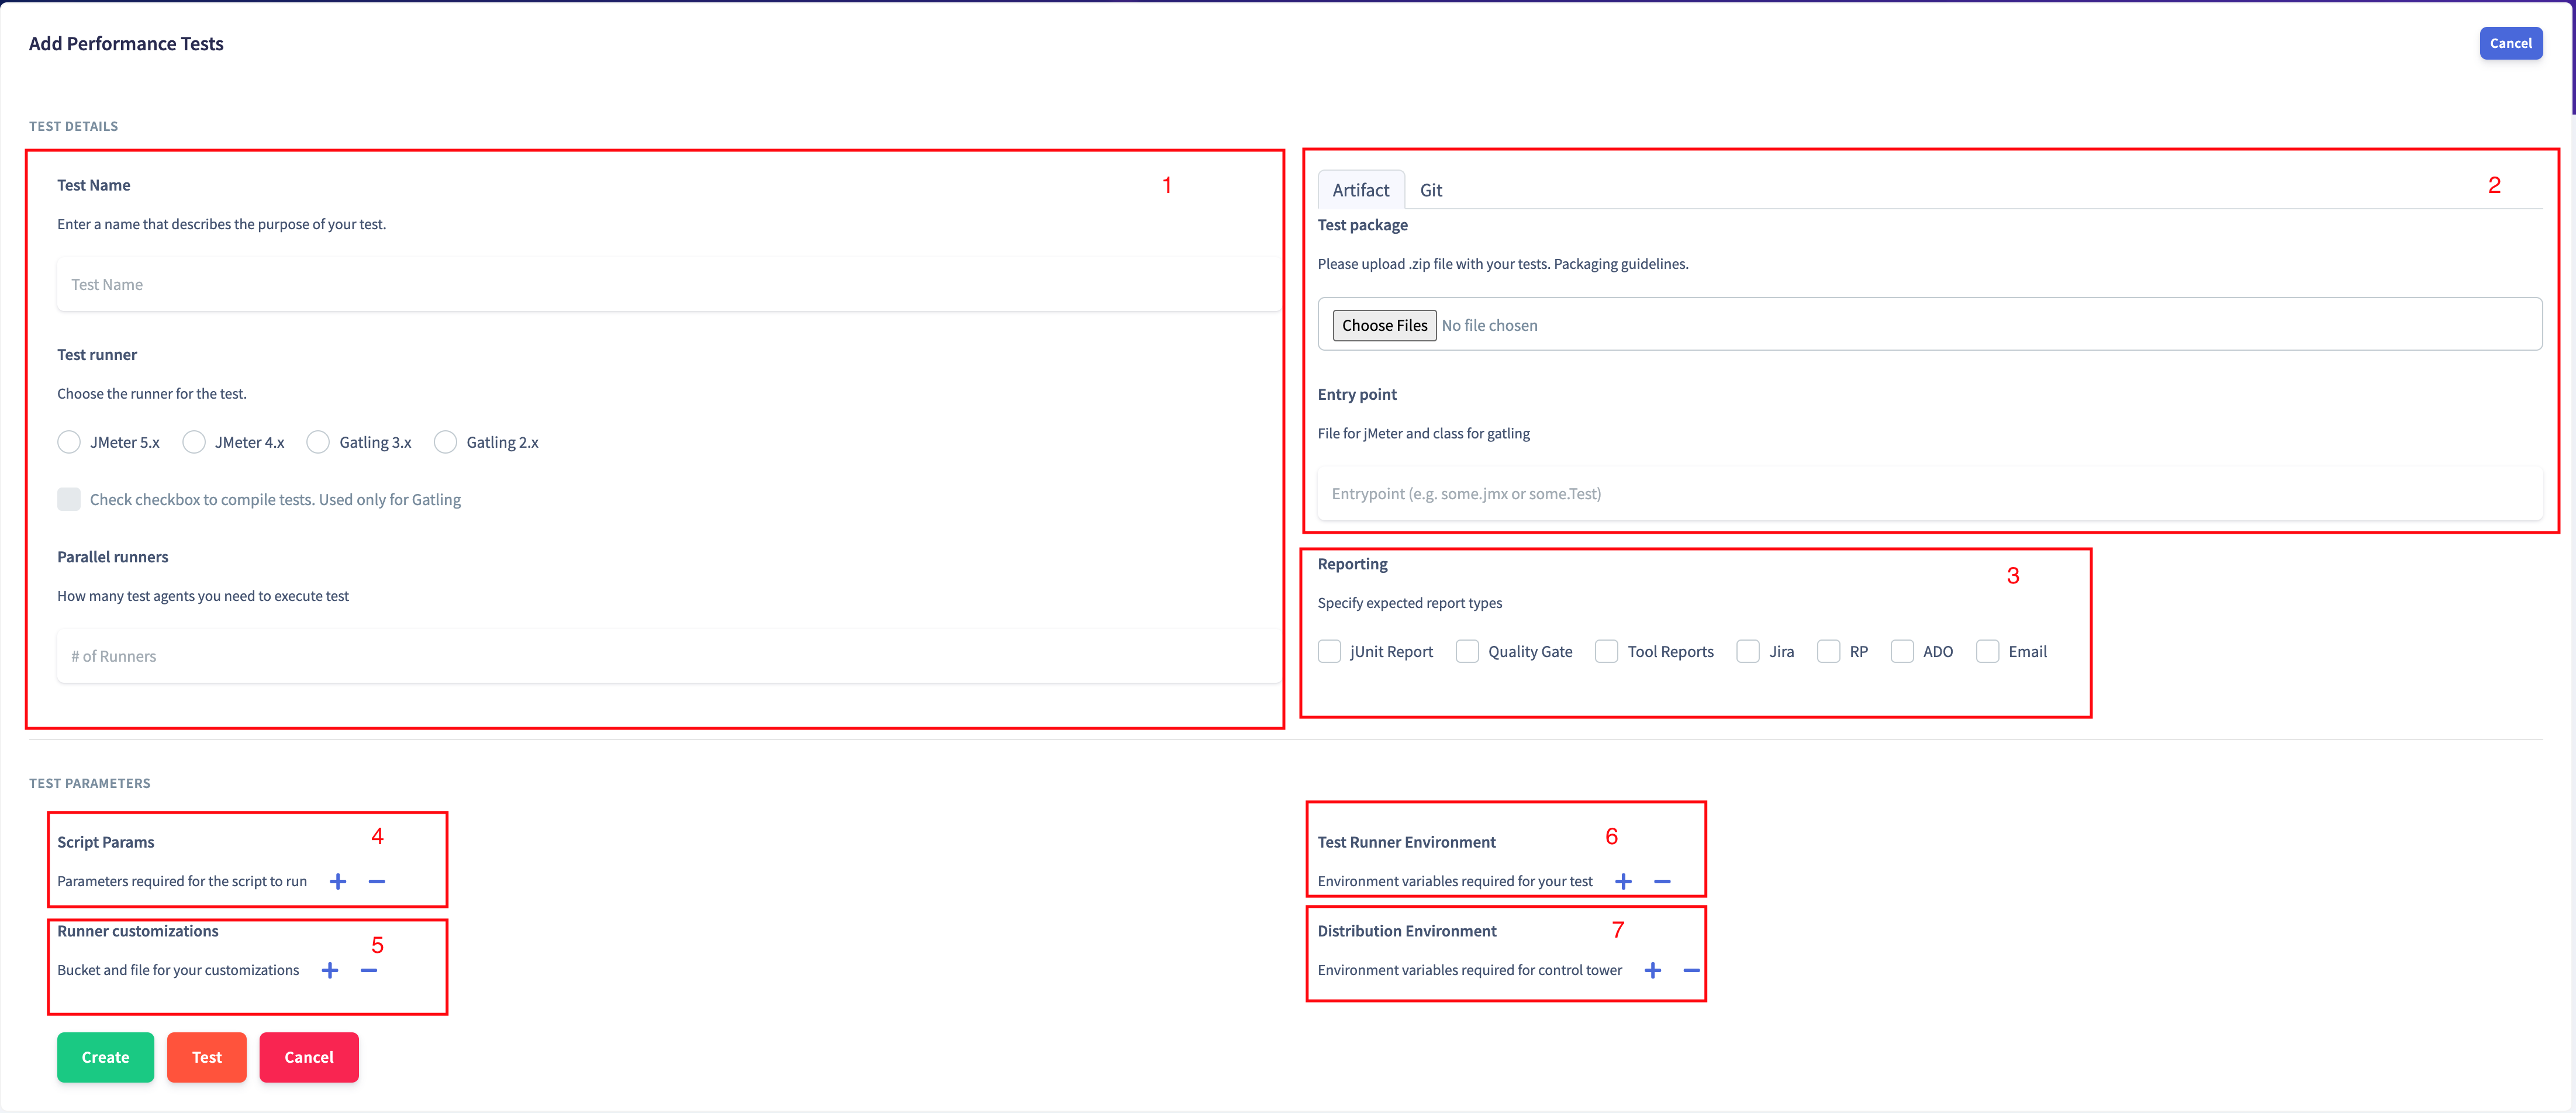 Add Performance Tests
Cancel
TEST DETAILS
1
Test Name
Enter a name that describes the purpose of your test.
Test Name
Test runner
Choose the runner for the test.
JMeter 5.x JMeter 4.x Gatling 3.x Gatling 2.x
Check checkbox to compile tests. Used only for Gatling
Parallel runners
How many test agents you need to execute test
# of Runners
2
Artifact Git
Test package
Please upload .zip file with your tests. Packaging guidelines.
Choose Files No file chosen
Entry point
File for jMeter and class for gatling
Entrypoint (e.g. some.jmx or some.Test)
Reporting
3
Specify expected report types
jUnit Report Quality Gate Tool Reports Jira RP ADO Email
TEST PARAMETERS
Script Params
4
Parameters required for the script to run + −
Runner customizations
5
Bucket and file for your customizations + −
Test Runner Environment
6
Environment variables required for your test + −
Distribution Environment
7
Environment variables required for control tower + −
Create Test Cancel